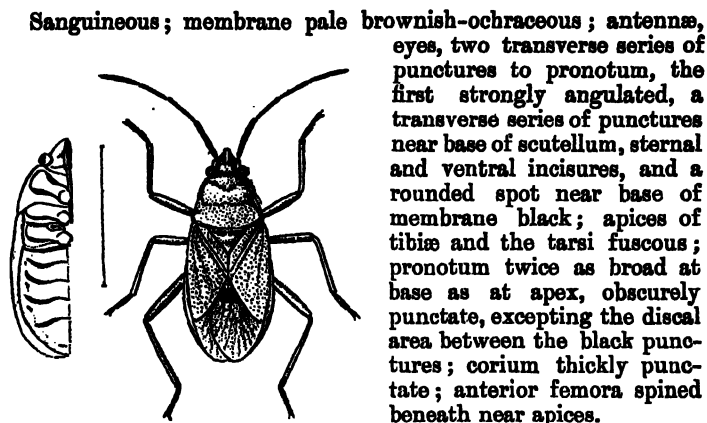 Sanguineous; membrane pale brownish-ochraceous; antennæ,
eyes, two transverse series of
punctures to pronotum, the
first strongly angulated, a
transverse series of punctures
near base of scutellum, sternal
and ventral incisures, and a
rounded spot near base of
membrane black; apices of
tibiæ and the tarsi fuscous;
pronotum twice as broad at
base as at apex, obscurely
punctate, excepting the discal
area between the black punc-
tures; corium thickly punc-
tate; anterior femora spined
beneath near apices.